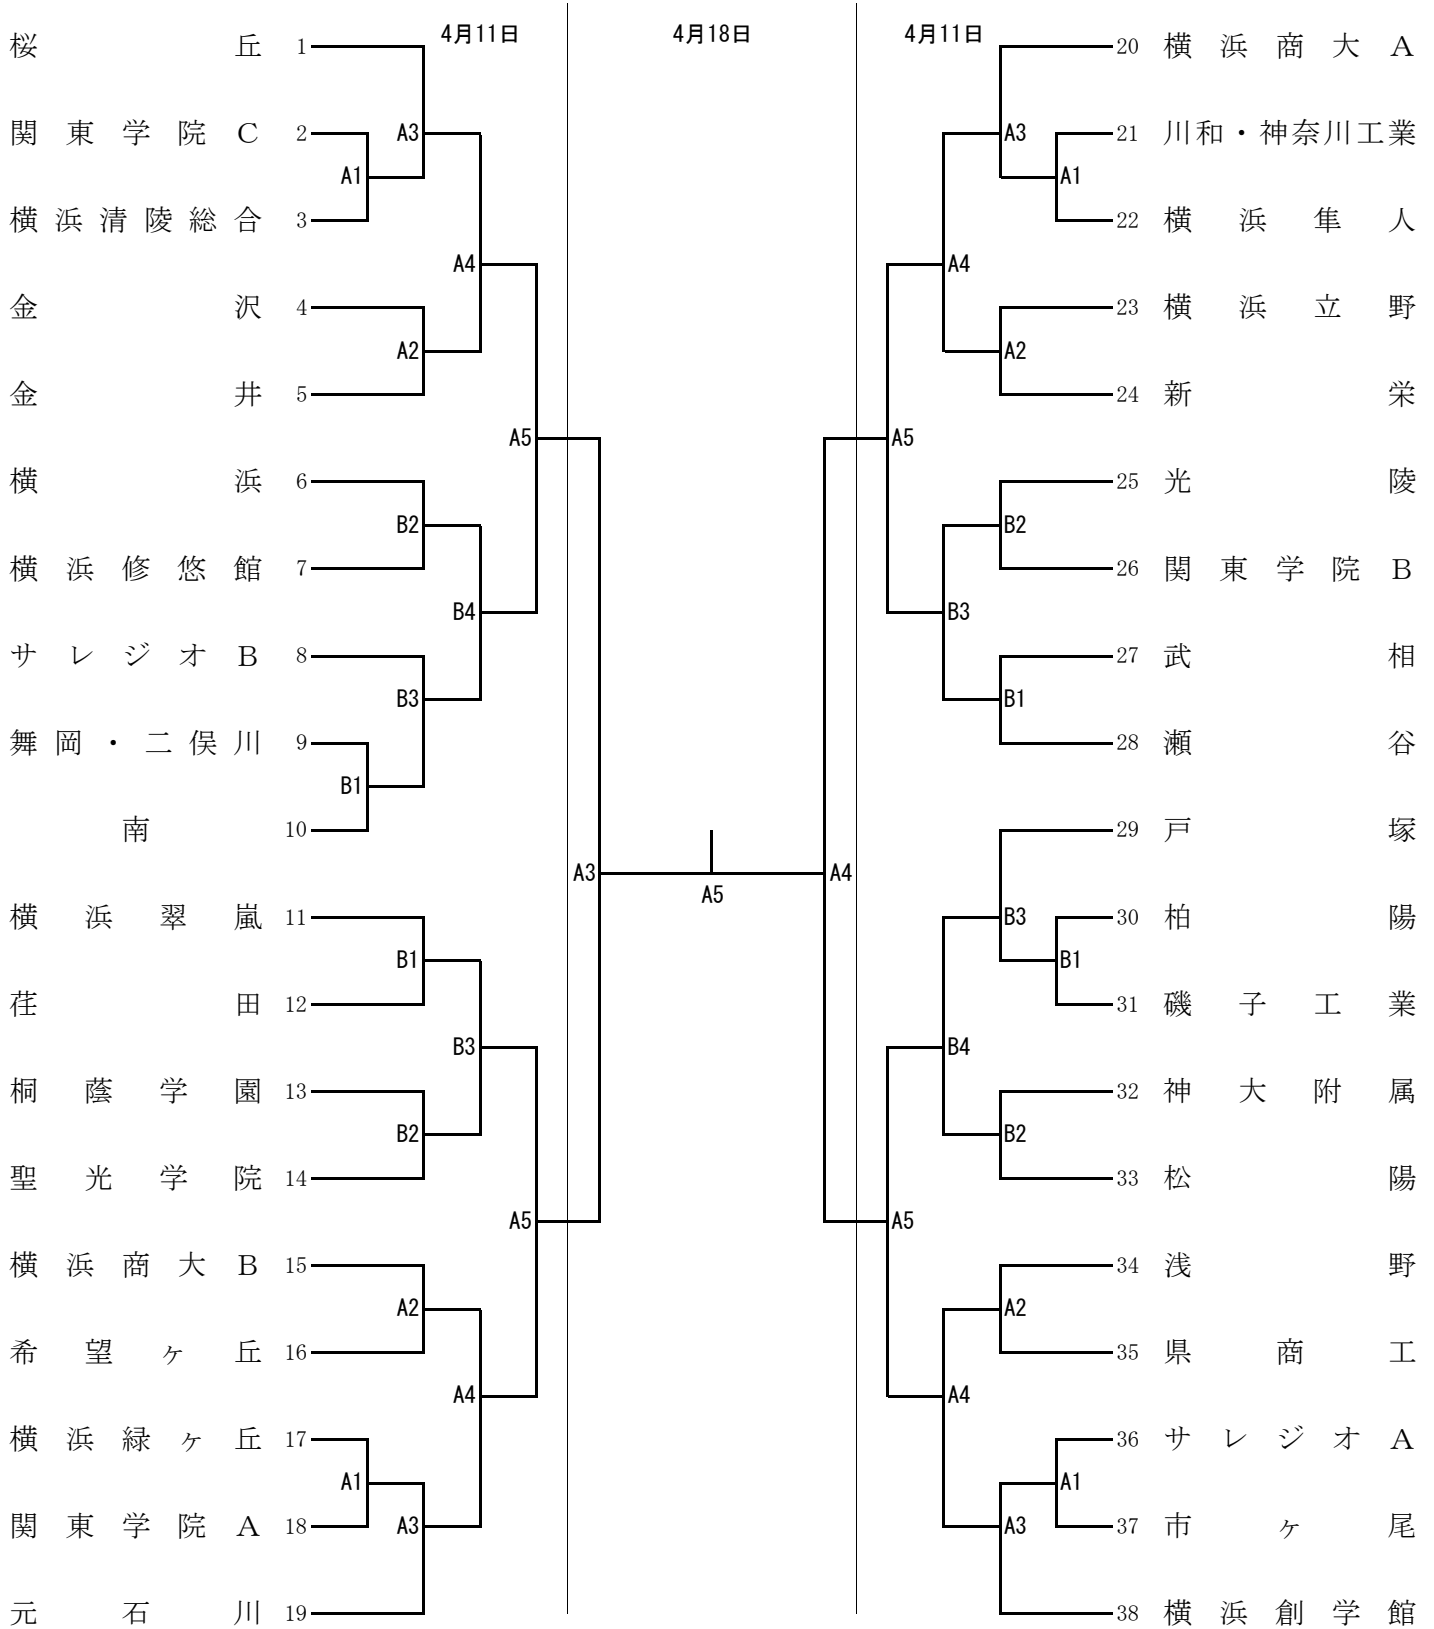 4月11日 4月18日 4月11日
桜丘 1 20 横浜商大A
関東学院C 2 A3 A3 21 川和・神奈川工業
A1 A1
横浜清陵総合 3 22 横浜隼人
A4 A4
金沢 4 23 横浜立野
A2 A2
金井 5 24 新栄
A5 A5
横浜 6 25 光陵
B2 B2
横浜修悠館 7 26 関東学院B
B4 B3
サレジオB 8 27 武相
B3 B1
舞岡・二俣川 9 28 瀬谷
B1
南 10 29 戸塚
A3 A4
A5
横浜翠嵐 11 B3 30 柏陽
B1 B1
荏田 12 31 磯子工業
B3 B4
桐蔭学園 13 32 神大附属
B2 B2
聖光学院 14 33 松陽
A5 A5
横浜商大B 15 34 浅野
A2 A2
希望ヶ丘 16 35 県商工
A4 A4
横浜緑ヶ丘 17 36 サレジオA
A1 A1
関東学院A 18 A3 A3 37 市ヶ尾
元石川 19 38 横浜創学館